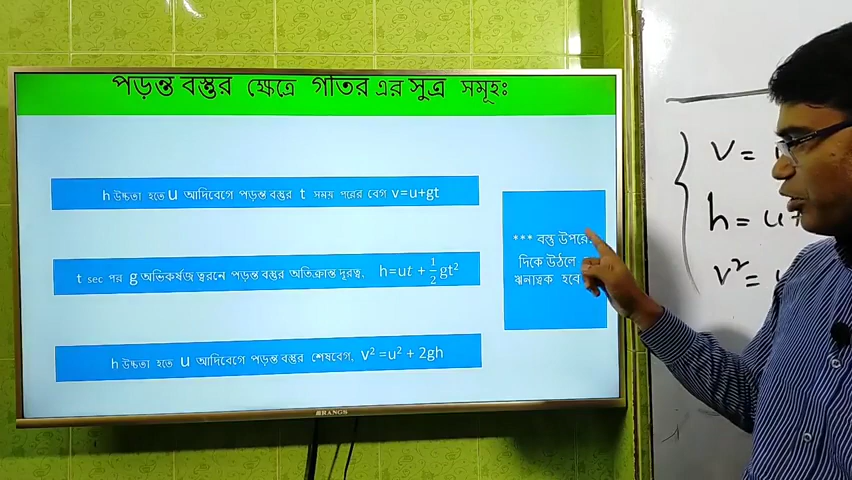 পড়ন্ত বস্তুর ক্ষেত্রে গতির এর সুত্র সমূহঃ
h উচ্চতা হতে u আদিবেগে পড়ন্ত বস্তুর t সময় পরের বেগ v=u+gt
t sec পর g অভিকর্ষজ ত্বরনে পড়ন্ত বস্তুর অতিক্রান্ত দূরত্ব, h=ut + 1/2 gt²
h উচ্চতা হতে u আদিবেগে পড়ন্ত বস্তুর শেষবেগ, v² =u² + 2gh
*** বস্তু উপরের
দিকে উঠলে
ঋনাত্বক হবে
BRANGS
v =
h = u+
v² =